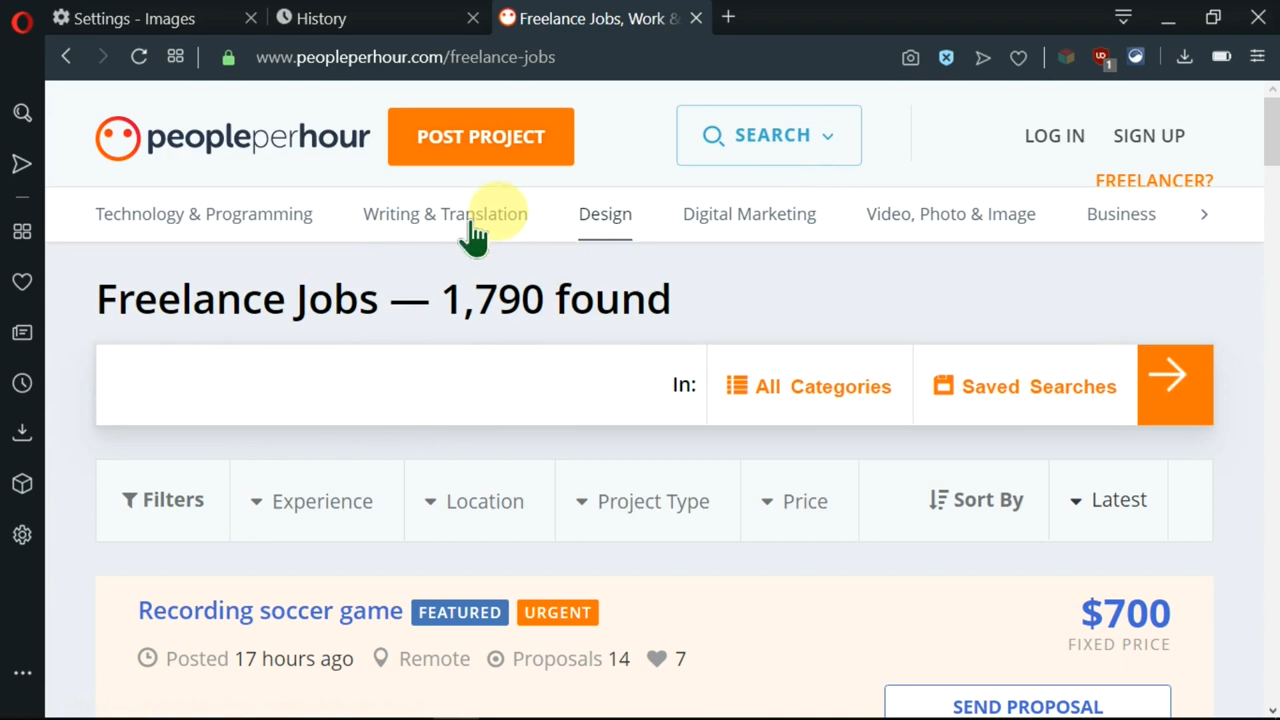 Settings - Images
History
Freelance Jobs, Work &
www.peopleperhour.com/freelance-jobs
1
peopleperhour
POST PROJECT
SEARCH
LOG IN
SIGN UP
FREELANCER?
Technology & Programming
Writing & Translation
Design
Digital Marketing
Video, Photo & Image
Business
Freelance Jobs — 1,790 found
In:
All Categories
Saved Searches
Filters
Experience
Location
Project Type
Price
Sort By
Latest
Recording soccer game
FEATURED
URGENT
$700
FIXED PRICE
Posted 17 hours ago
Remote
Proposals 14
7
SEND PROPOSAL